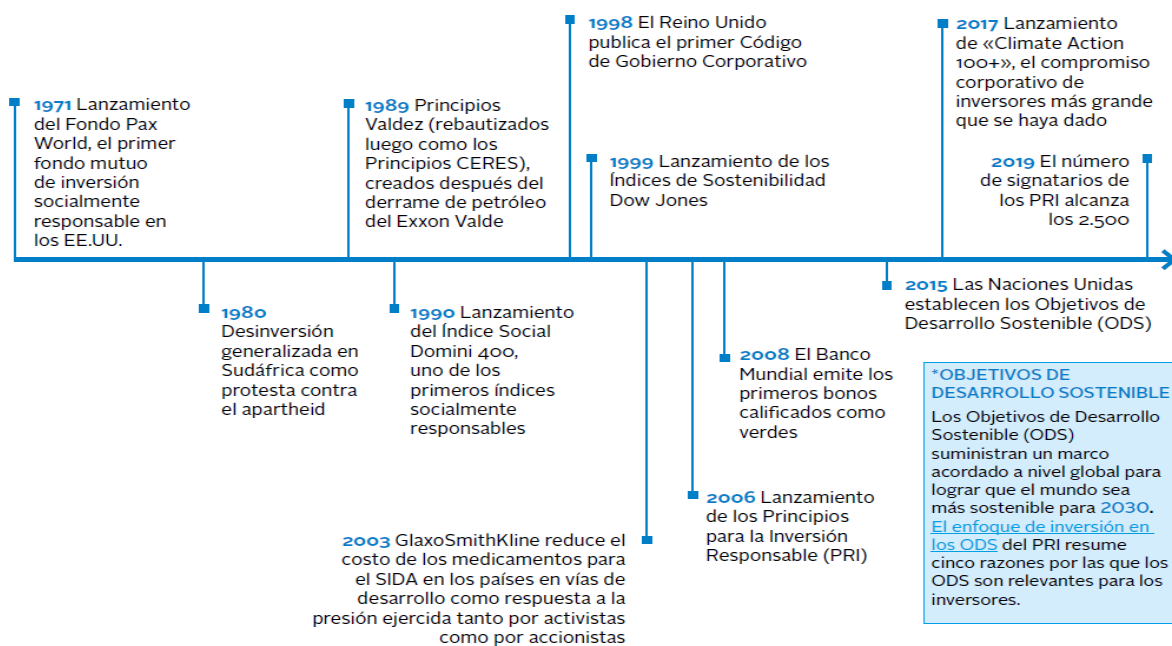 1971 Lanzamiento
del Fondo Pax
World, el primer
fondo mutuo
de inversión
socialmente
responsable en
los EE.UU.
1980
Desinversión
generalizada en
Sudáfrica como
protesta contra
el apartheid
1989 Principios
Valdez (rebautizados
luego como los
Principios CERES),
creados después del
derrame de petróleo
del Exxon Valde
1990 Lanzamiento
del Índice Social
Domini 400,
uno de los
primeros índices
socialmente
responsables
1998 El Reino Unido
publica el primer Código
de Gobierno Corporativo
1999 Lanzamiento de los
Índices de Sostenibilidad
Dow Jones
2003 GlaxoSmithKline reduce el
costo de los medicamentos para
el SIDA en los países en vías de
desarrollo como respuesta a la
presión ejercida tanto por activistas
como por accionistas
2006 Lanzamiento
de los Principios
para la Inversión
Responsable (PRI)
2008 El Banco
Mundial emite los
primeros bonos
calificados como
verdes
2015 Las Naciones Unidas
establecen los Objetivos de
Desarrollo Sostenible (ODS)
2017 Lanzamiento
de «Climate Action
100+», el compromiso
corporativo de
inversores más grande
que se haya dado
2019 El número
de signatarios de
los PRI alcanza
los 2.500
*OBJETIVOS DE
DESARROLLO SOSTENIBLE
Los Objetivos de Desarrollo
Sostenible (ODS)
suministran un marco
acordado a nivel global para
lograr que el mundo sea
más sostenible para 2030.
El enfoque de inversión en
los ODS del PRI resume
cinco razones por las que los
ODS son relevantes para los
inversores.